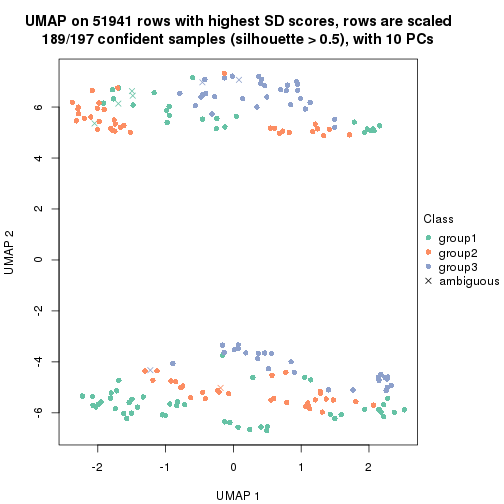 UMAP on 51941 rows with highest SD scores, rows are scaled
189/197 confident samples (silhouette > 0.5), with 10 PCs
6
4
2
0
-2
-4
-6
UMAP 2
-2
-1
0
1
2
UMAP 1
Class
group1
group2
group3
ambiguous